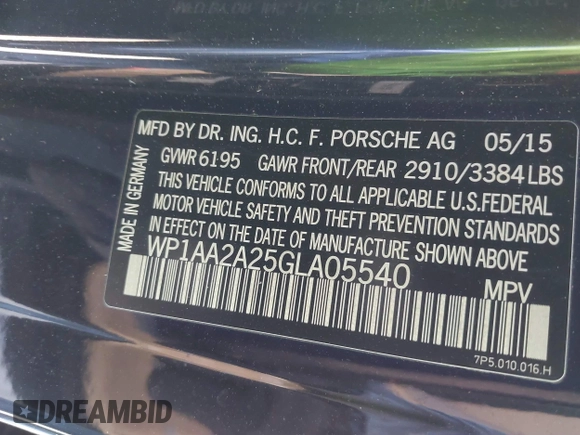 MFD BY DR. ING. H.C. F. PORSCHE AG 05/15
GVWR 6195 GAWR FRONT/REAR 2910/3384 LBS
THIS VEHICLE CONFORMS TO ALL APPLICABLE U.S.FEDERAL
MOTOR VEHICLE SAFETY AND THEFT PREVENTION STANDARDS
IN EFFECT ON THE DATE OF MANUFACTURE SHOWN ABOVE
WP1AA2A25GLA05540 MPV
MADE IN GERMANY
7P5.010.016.H
DREAMBID